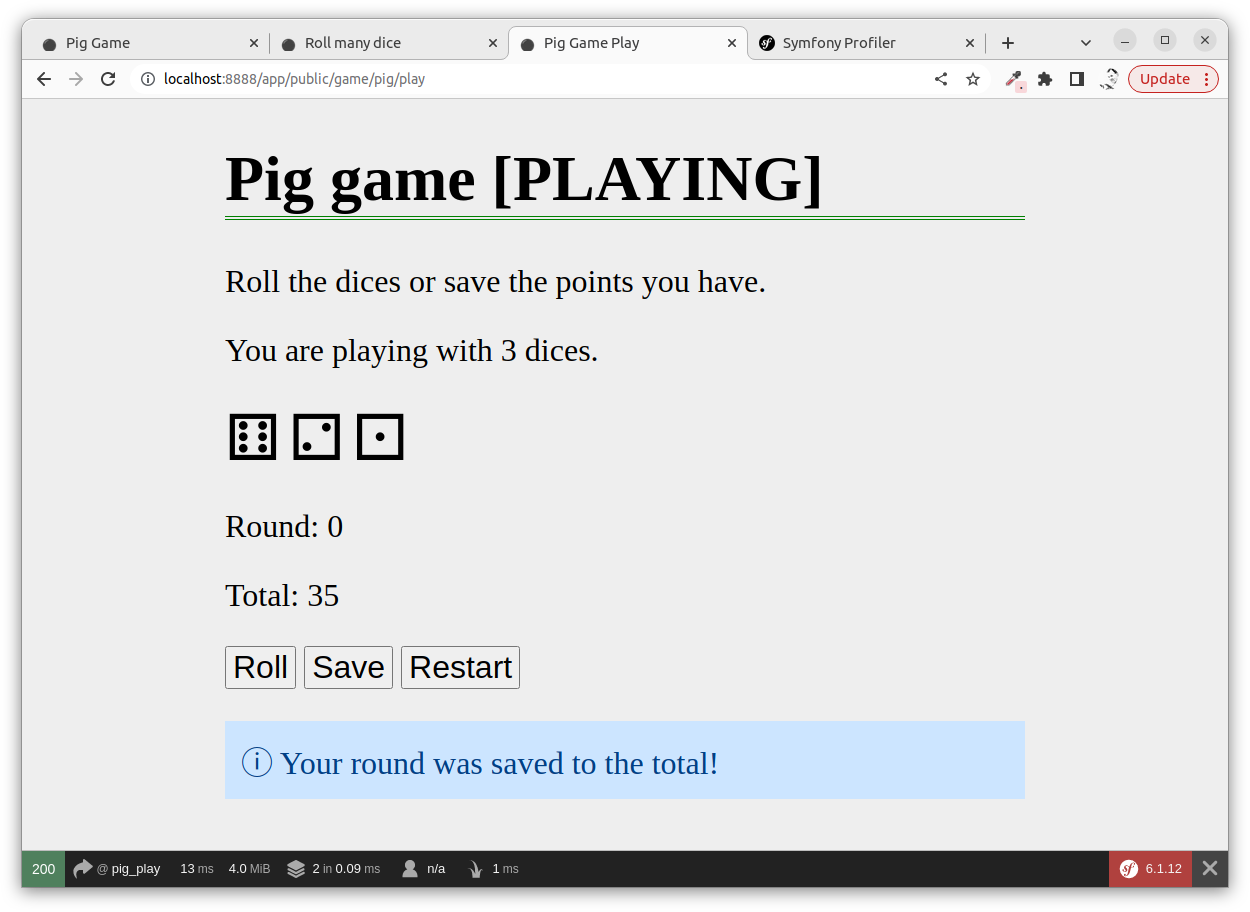 Pig Game
Roll many dice
Pig Game Play
Symfony Profiler
localhost:8888/app/public/game/pig/play
Update
Pig game [PLAYING]
Roll the dices or save the points you have.
You are playing with 3 dices.
Round: 0
Total: 35
Roll Save Restart
Your round was saved to the total!
200 @ pig_play 13 ms 4.0 MiB 2 in 0.09 ms n/a 1 ms sf 6.1.12